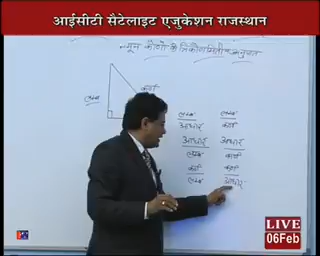 आईसीटी सैटेलाइट एजुकेशन राजस्थान
न्यून कोणों के त्रिकोणमितीय अनुपात
कर्ण
लम्ब
लम्ब लम्ब
आधार कर्ण
आधार आधार
लम्ब कर्ण
कर्ण कर्ण
लम्ब आधार
LIVE
06Feb